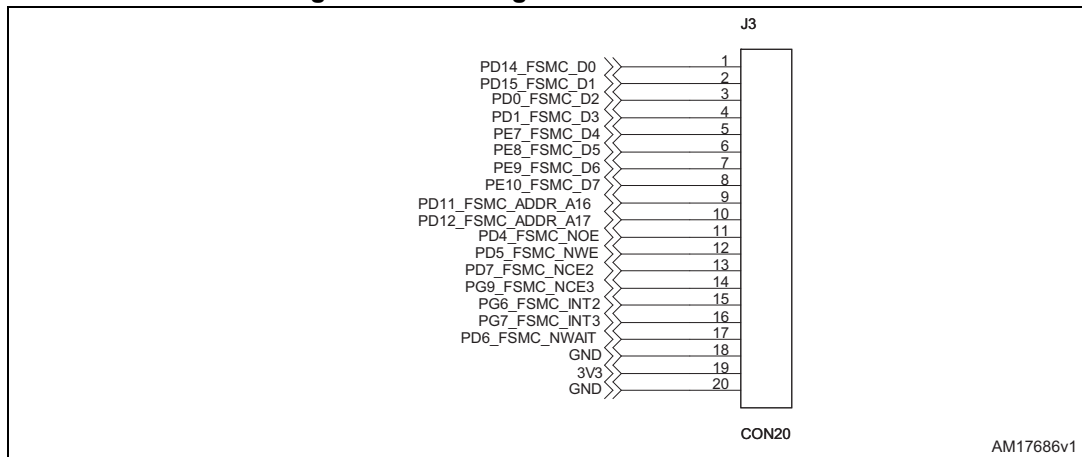 J3
PD14_FSMC_D0 1
PD15_FSMC_D1 2
PD0_FSMC_D2 3
PD1_FSMC_D3 4
PE7_FSMC_D4 5
PE8_FSMC_D5 6
PE9_FSMC_D6 7
PE10_FSMC_D7 8
PD11_FSMC_ADDR_A16 9
PD12_FSMC_ADDR_A17 10
PD4_FSMC_NOE 11
PD5_FSMC_NWE 12
PD7_FSMC_NCE2 13
PG9_FSMC_NCE3 14
PG6_FSMC_INT2 15
PG7_FSMC_INT3 16
PD6_FSMC_NWAIT 17
GND 18
3V3 19
GND 20
CON20
AM17686v1